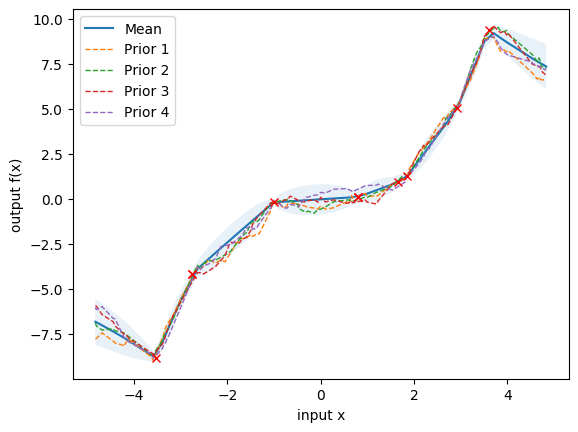 Mean
Prior 1
Prior 2
Prior 3
Prior 4
output f(x)
10.0
7.5
5.0
2.5
0.0
−2.5
−5.0
−7.5
−4
−2
0
2
4
input x